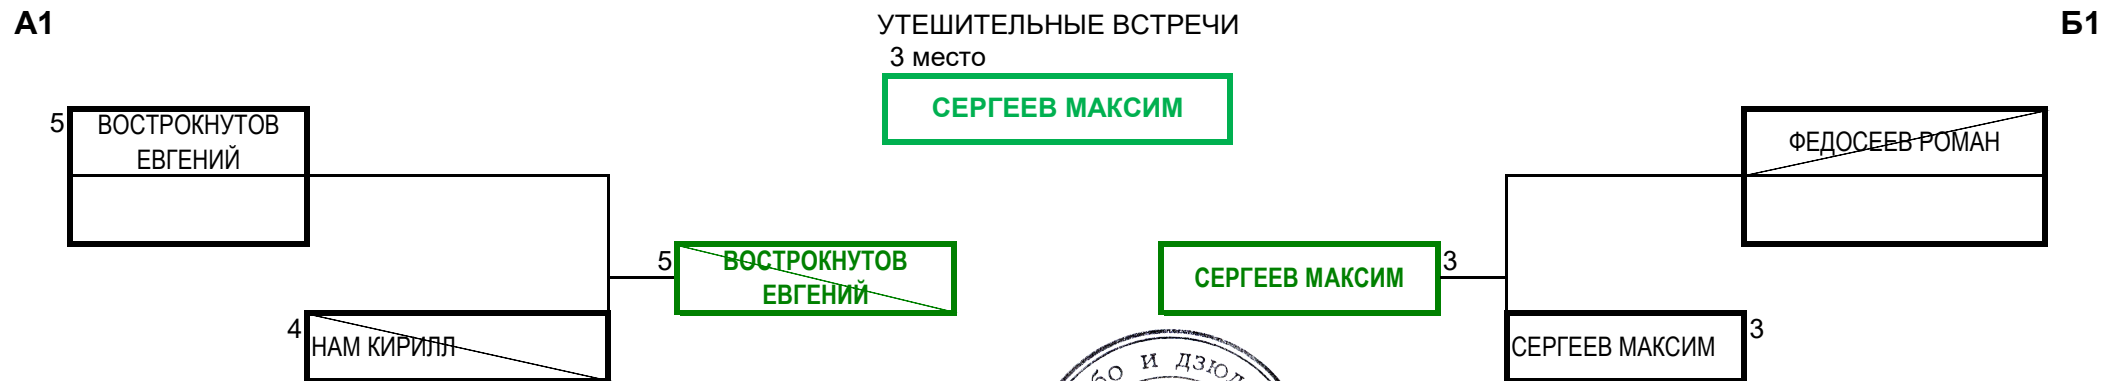 А1
УТЕШИТЕЛЬНЫЕ ВСТРЕЧИ
Б1
3 место
СЕРГЕЕВ МАКСИМ
5
ВОСТРОКНУТОВ
ЕВГЕНИЙ
ФЕДОСЕЕВ РОМАН
5
ВОСТРОКНУТОВ
ЕВГЕНИЙ
СЕРГЕЕВ МАКСИМ
3
4
НАМ КИРИЛЛ
СЕРГЕЕВ МАКСИМ
3
И